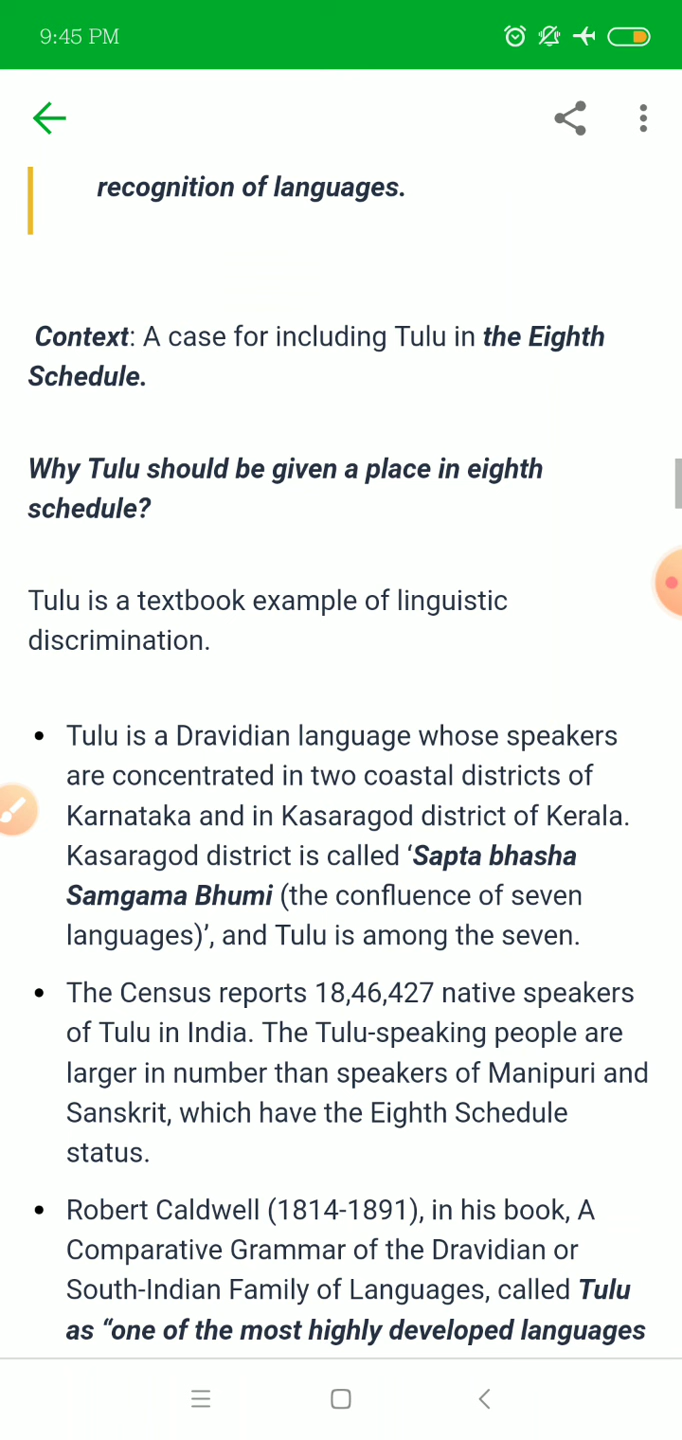 9:45 PM
recognition of languages.
Context: A case for including Tulu in the Eighth
Schedule.
Why Tulu should be given a place in eighth
schedule?
Tulu is a textbook example of linguistic
discrimination.
• Tulu is a Dravidian language whose speakers
are concentrated in two coastal districts of
Karnataka and in Kasaragod district of Kerala.
Kasaragod district is called ‘Sapta bhasha
Samgama Bhumi (the confluence of seven
languages)’, and Tulu is among the seven.
• The Census reports 18,46,427 native speakers
of Tulu in India. The Tulu-speaking people are
larger in number than speakers of Manipuri and
Sanskrit, which have the Eighth Schedule
status.
• Robert Caldwell (1814-1891), in his book, A
Comparative Grammar of the Dravidian or
South-Indian Family of Languages, called Tulu
as “one of the most highly developed languages